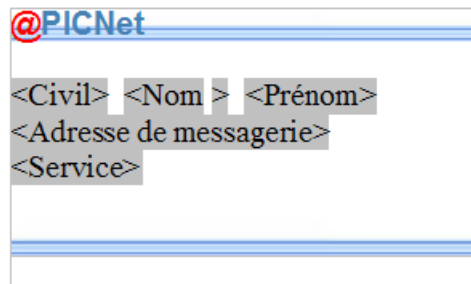 @PICNet
<Civil> <Nom > <Prénom>
<Adresse de messagerie>
<Service>